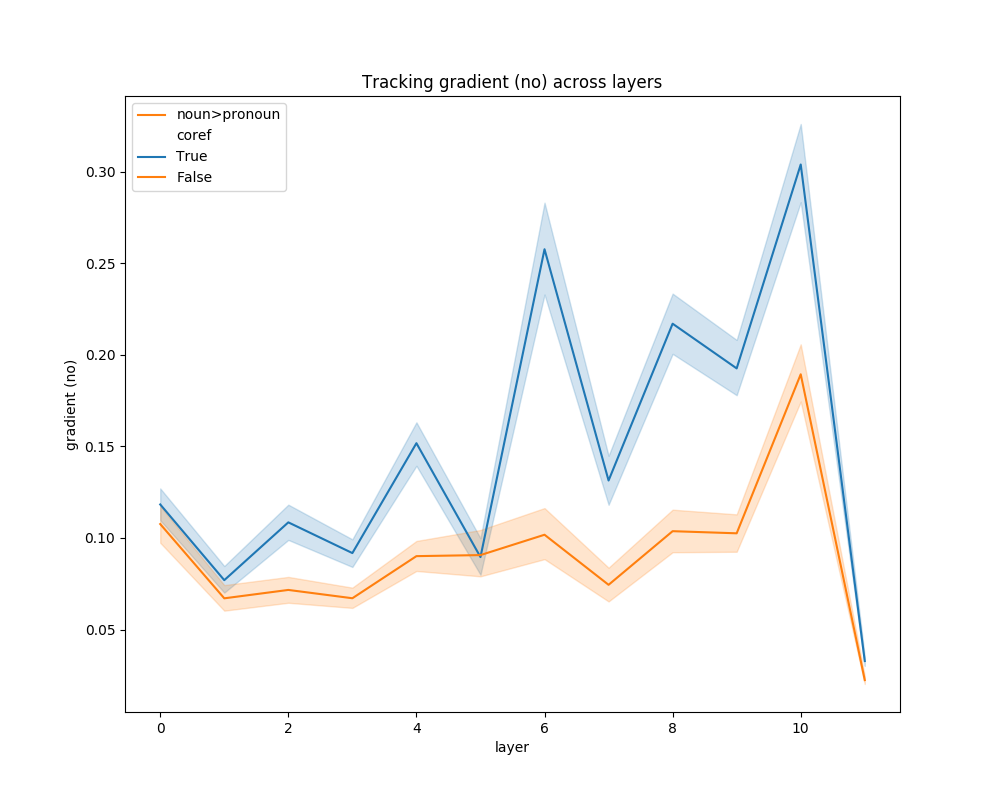 Tracking gradient (no) across layers
noun>pronoun
coref
True
False
0.30
0.25
0.20
0.15
0.10
0.05
gradient (no)
0 2 4 6 8 10
layer